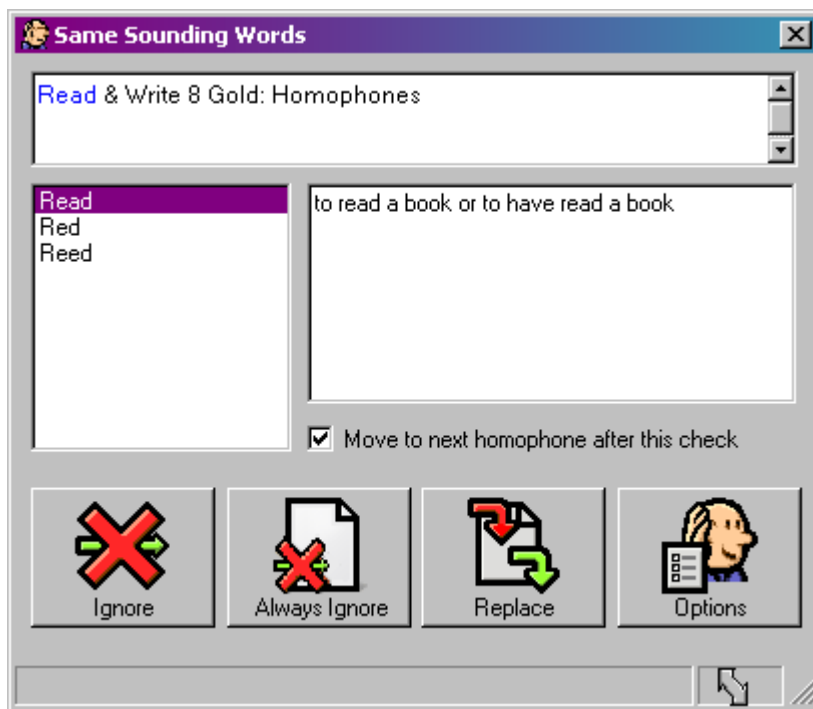 Same Sounding Words
Read & Write 8 Gold: Homophones
Read
Red
Reed
to read a book or to have read a book
Move to next homophone after this check
Ignore
Always Ignore
Replace
Options